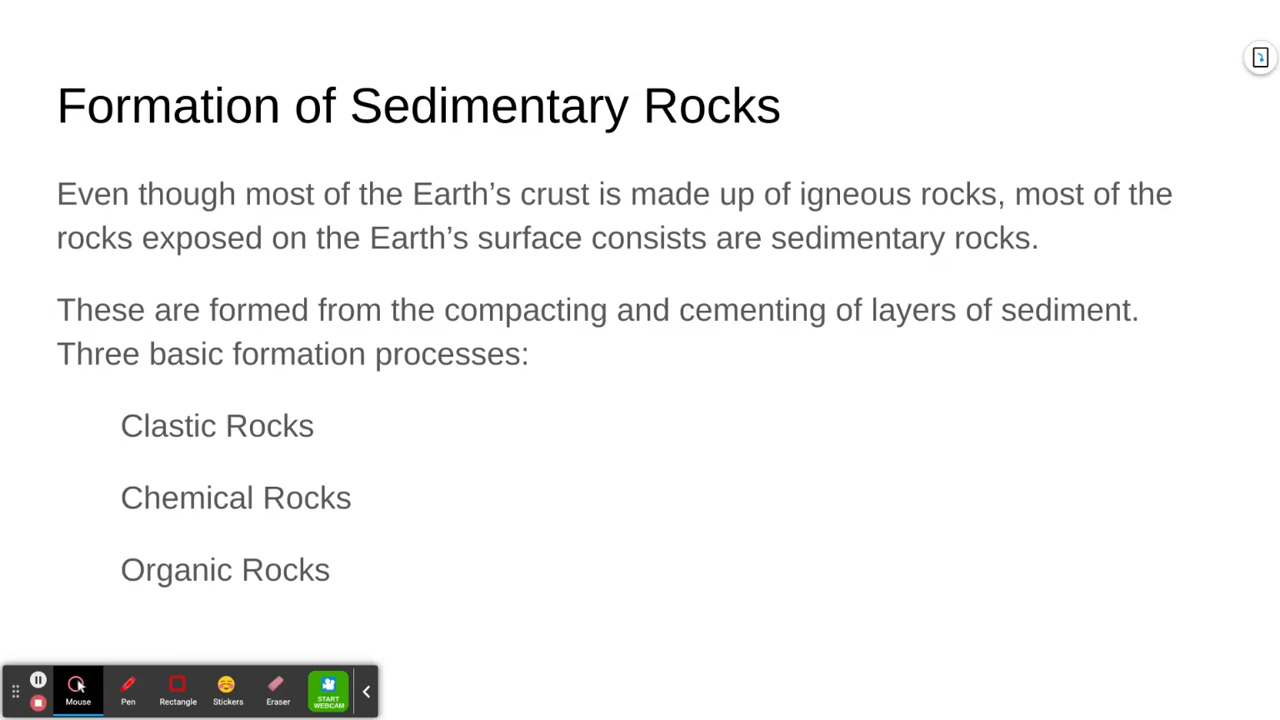 Formation of Sedimentary Rocks
Even though most of the Earth’s crust is made up of igneous rocks, most of the
rocks exposed on the Earth’s surface consists are sedimentary rocks.
These are formed from the compacting and cementing of layers of sediment.
Three basic formation processes:
Clastic Rocks
Chemical Rocks
Organic Rocks
Mouse
Pen
Rectangle
Stickers
Eraser
START
WEBCAM